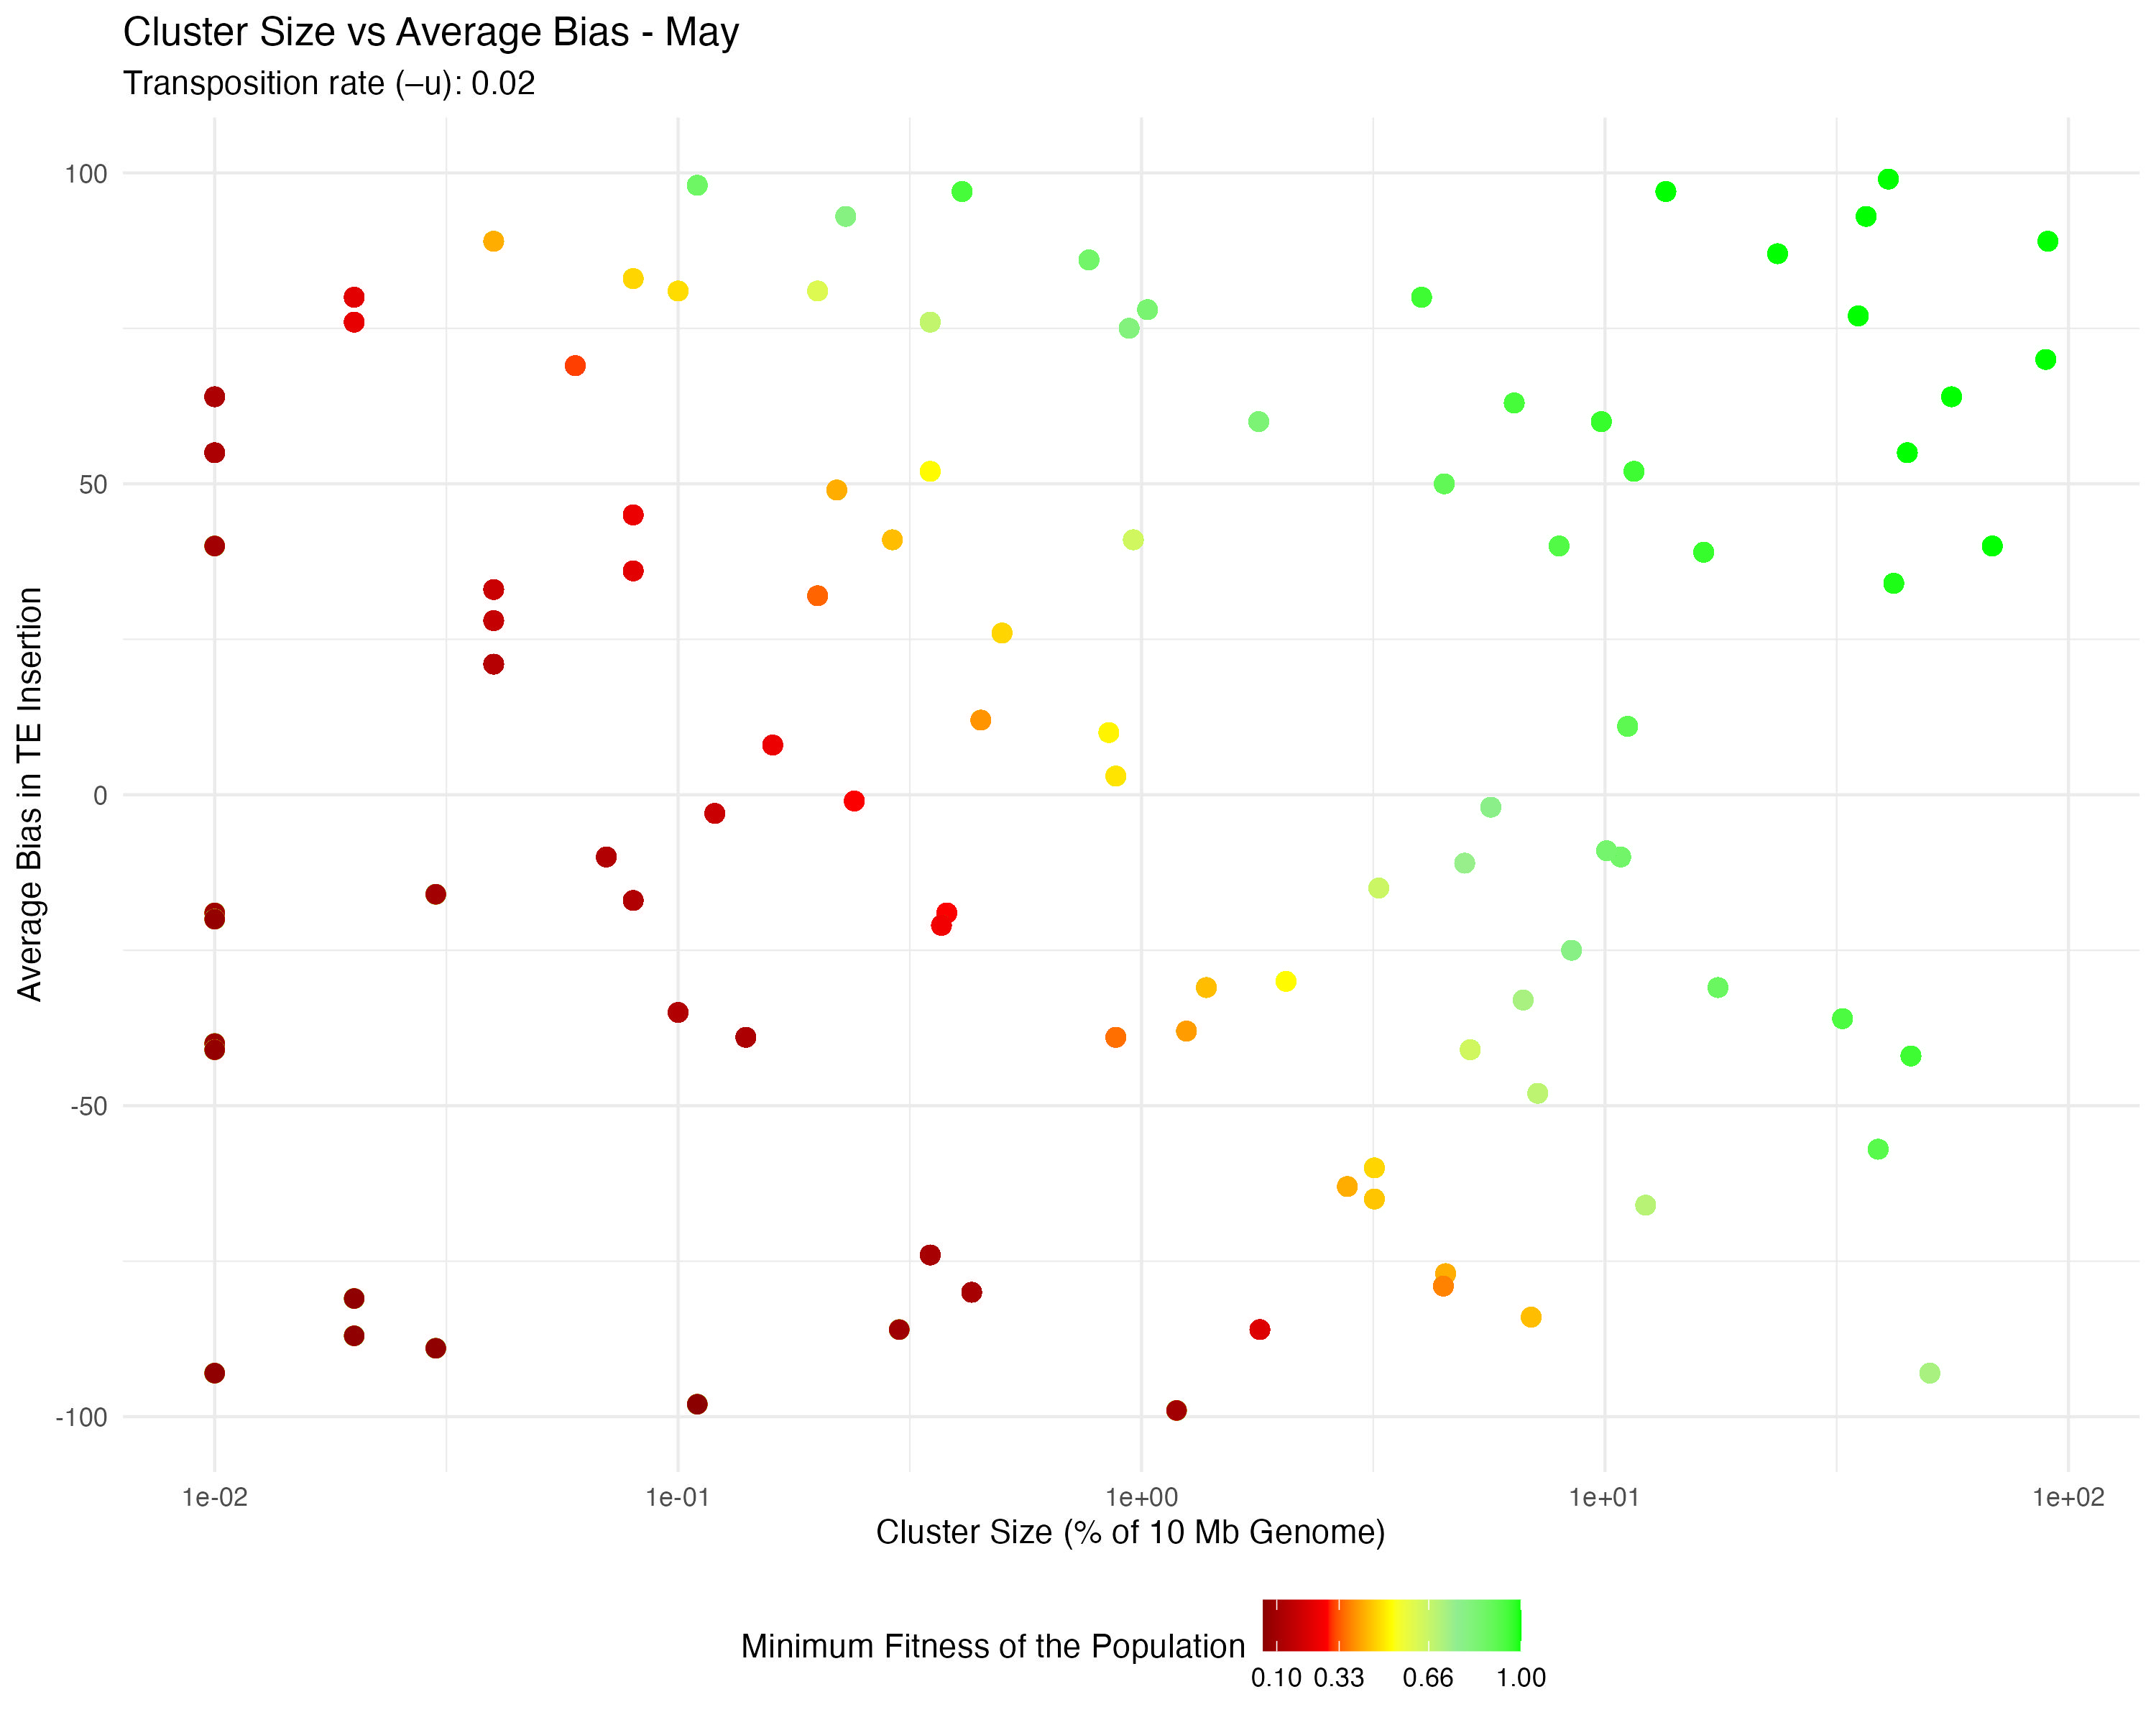 Cluster Size vs Average Bias - May
Transposition rate (–u): 0.02
Average Bias in TE Insertion
100
50
0
-50
-100
1e-02 1e-01 1e+00 1e+01 1e+02
Cluster Size (% of 10 Mb Genome)
Minimum Fitness of the Population
0.10 0.33 0.66 1.00